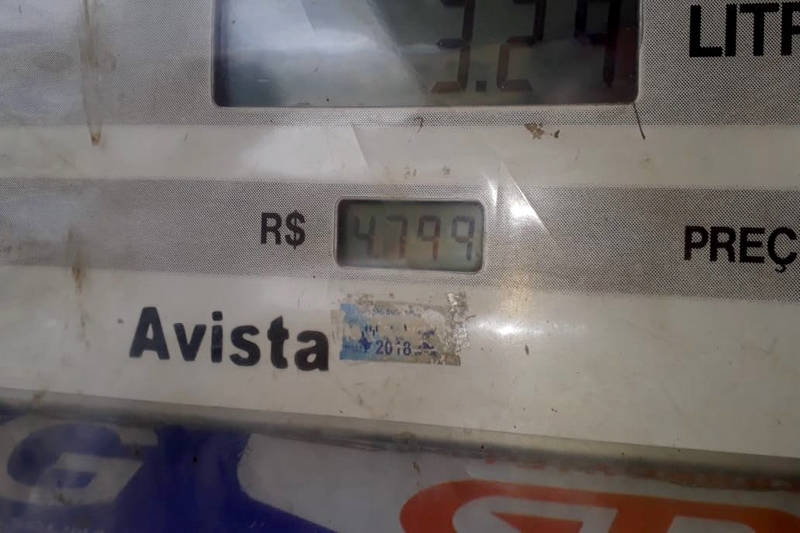 3.24 LITR
R$ 4.799 PREÇ
Avista
2018
G